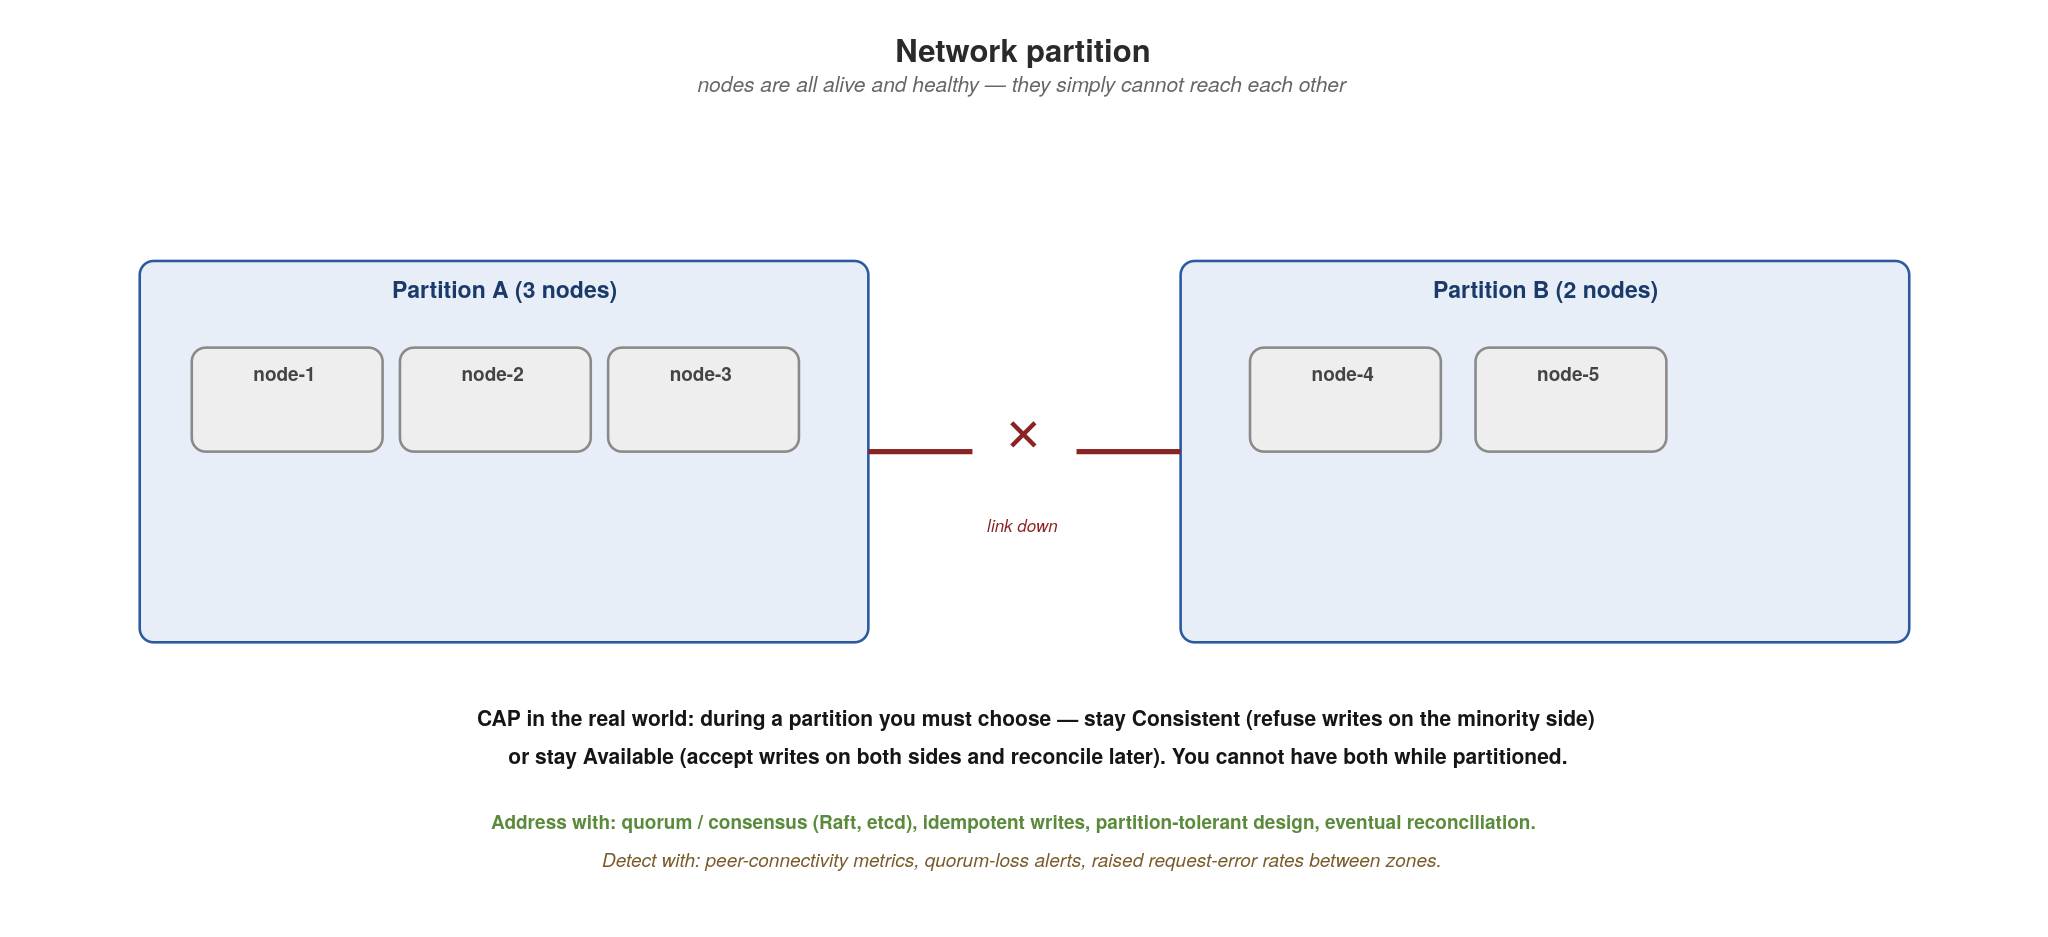 Network partition
nodes are all alive and healthy — they simply cannot reach each other
Partition A (3 nodes)
node-1
node-2
node-3
link down
Partition B (2 nodes)
node-4
node-5
CAP in the real world: during a partition you must choose — stay Consistent (refuse writes on the minority side)
or stay Available (accept writes on both sides and reconcile later). You cannot have both while partitioned.
Address with: quorum / consensus (Raft, etcd), idempotent writes, partition-tolerant design, eventual reconciliation.
Detect with: peer-connectivity metrics, quorum-loss alerts, raised request-error rates between zones.